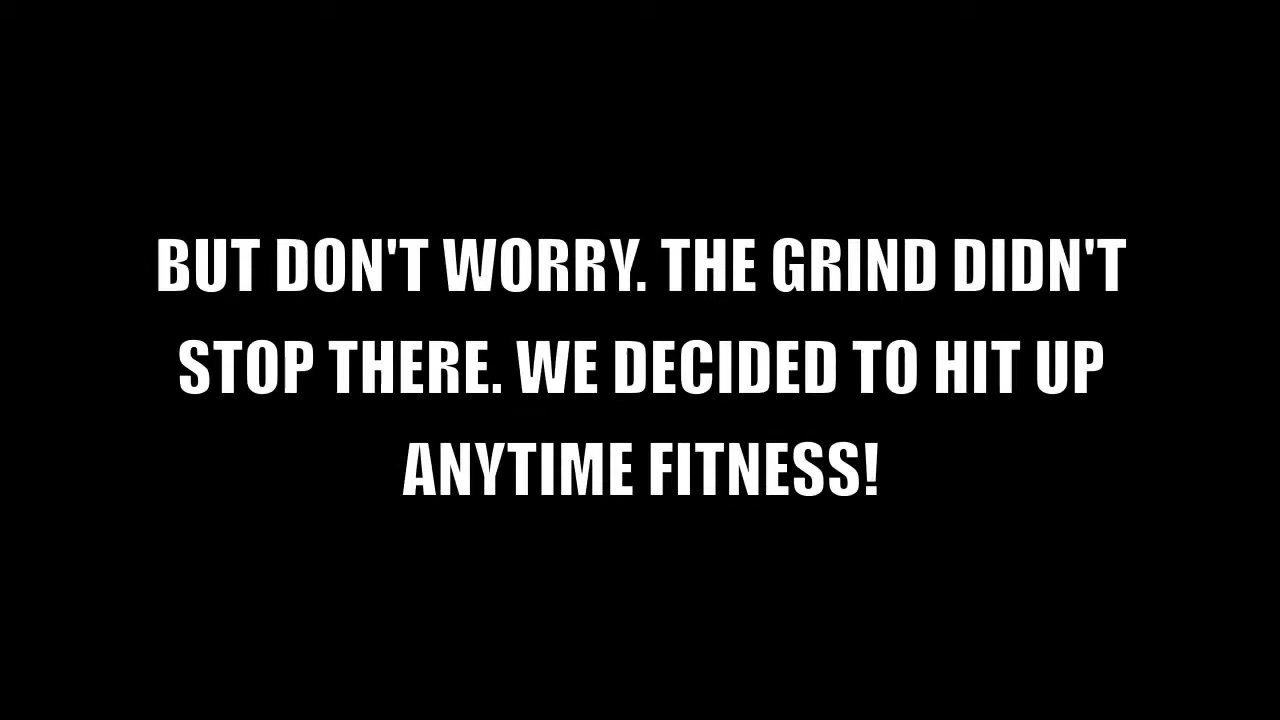 BUT DON'T WORRY. THE GRIND DIDN'T
STOP THERE. WE DECIDED TO HIT UP
ANYTIME FITNESS!